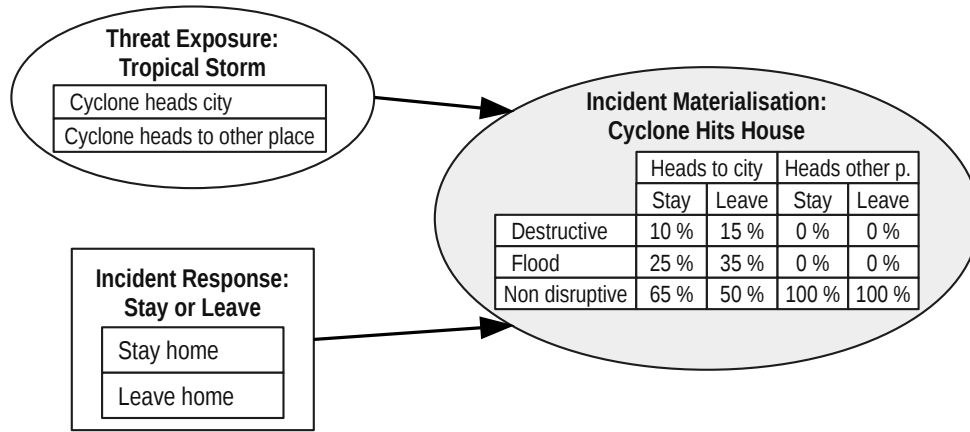 Threat Exposure:
Tropical Storm
Cyclone heads city
Cyclone heads to other place
Incident Response:
Stay or Leave
Stay home
Leave home
Incident Materialisation:
Cyclone Hits House
Heads to city Heads other p.
Stay Leave Stay Leave
Destructive 10 % 15 % 0 % 0 %
Flood 25 % 35 % 0 % 0 %
Non disruptive 65 % 50 % 100 % 100 %